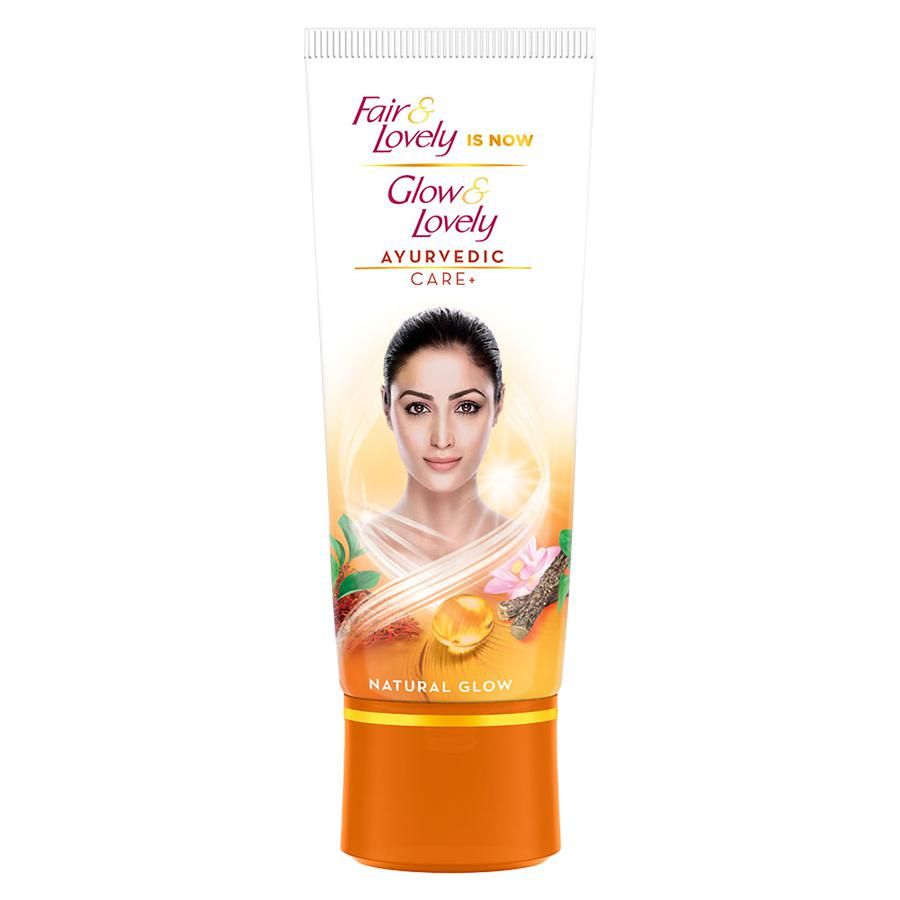 Fair &
Lovely IS NOW
Glow &
Lovely
AYURVEDIC
CARE+
NATURAL GLOW